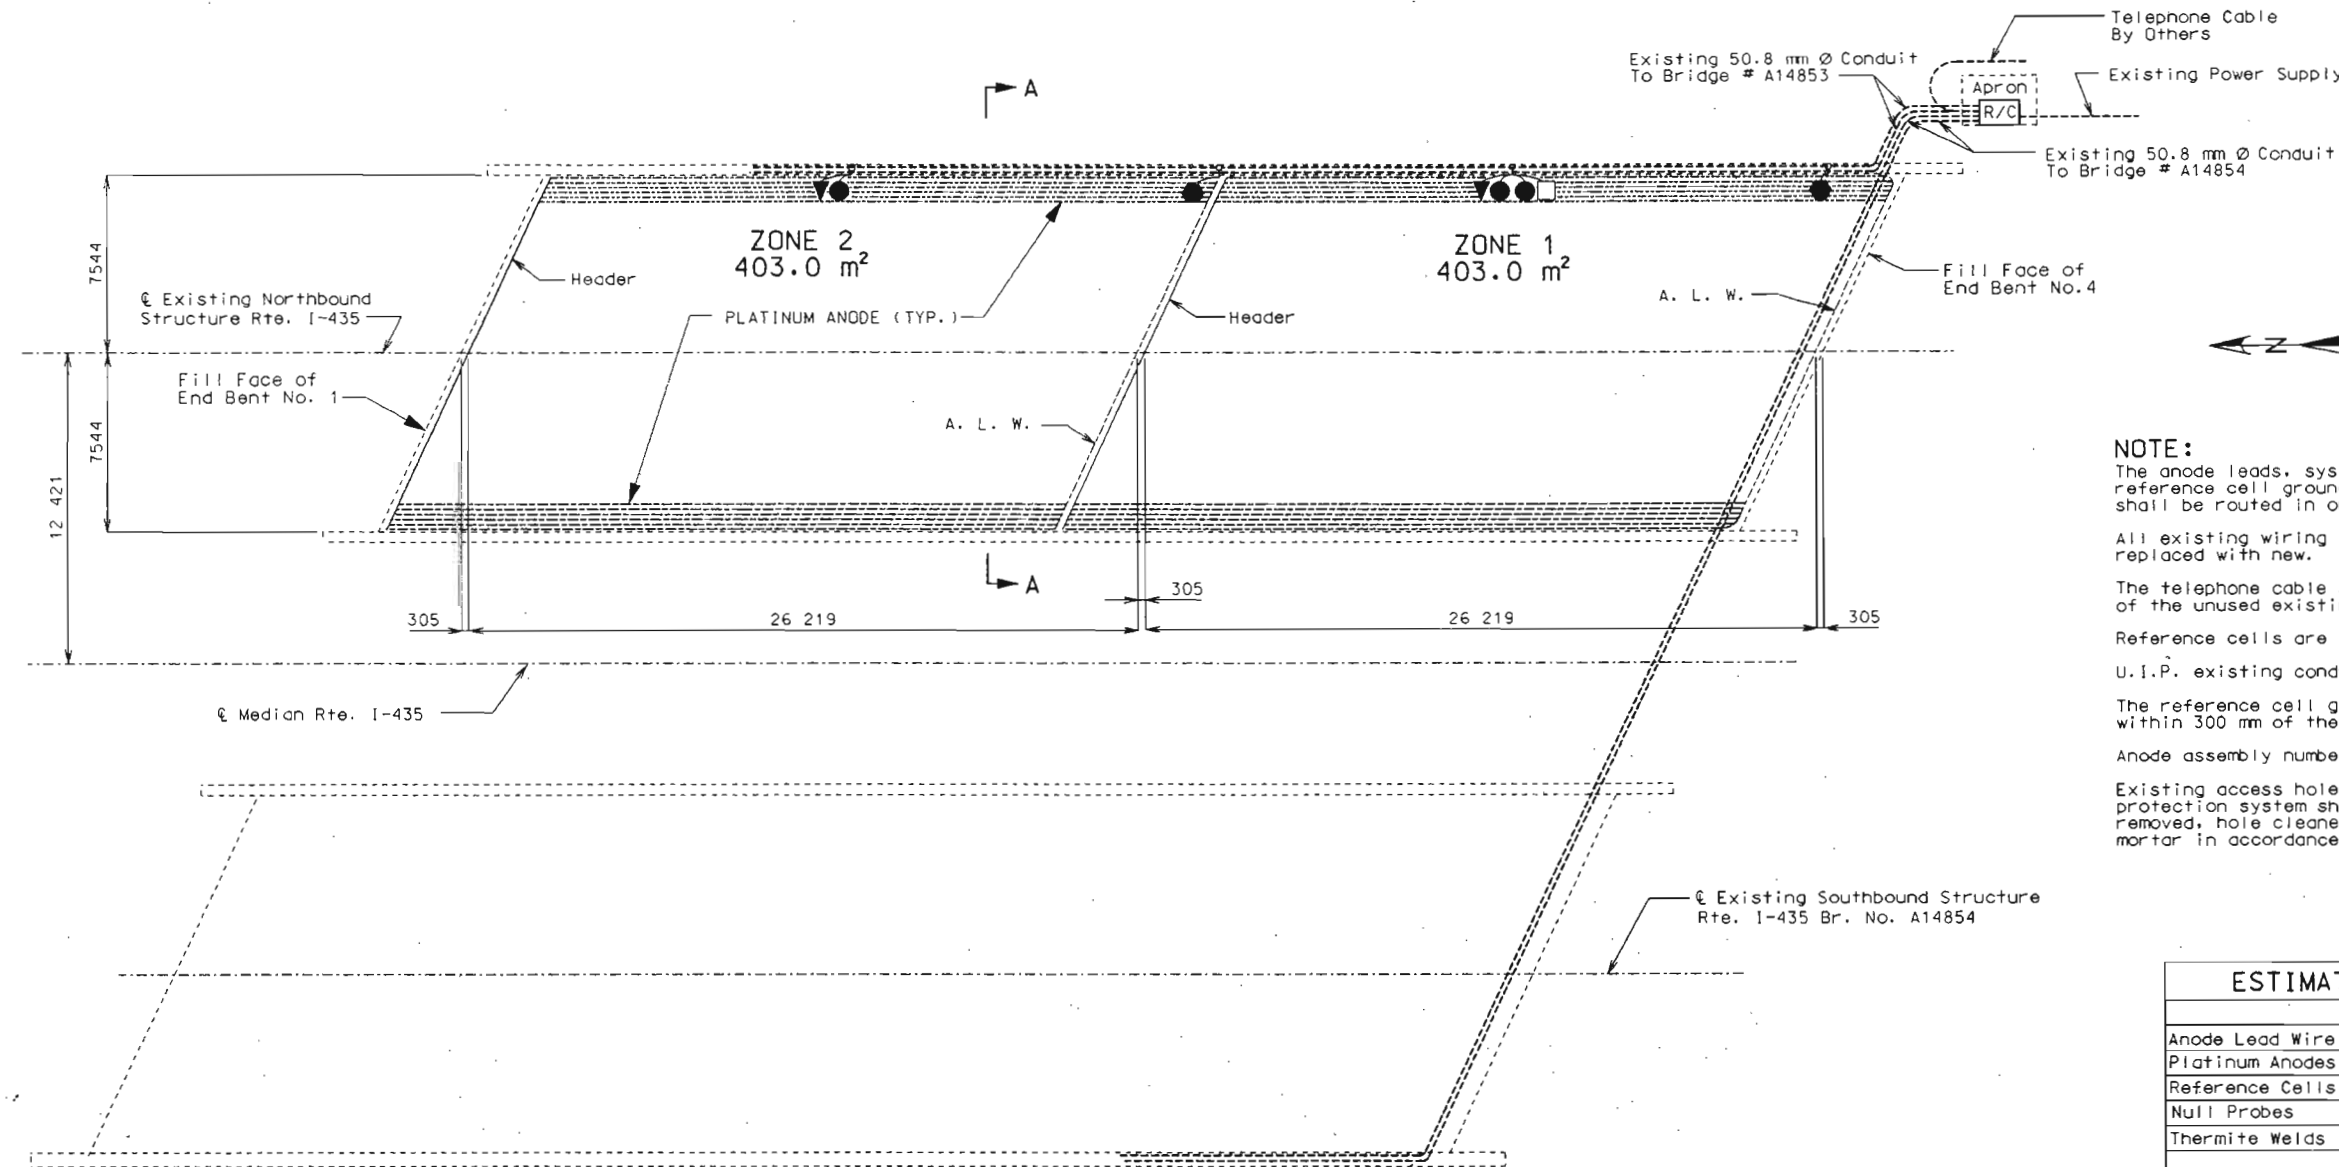 Telephone Cable
By Others
Existing 50.8 mm Ø Conduit
To Bridge # A14853
Existing Power Supply
Apron
R/C
Existing 50.8 mm Ø Conduit
To Bridge # A14854
A
ZONE 2
403.0 m²
ZONE 1
403.0 m²
7544
Header
Fill Face of
End Bent No.4
A. L. W.
℄ Existing Northbound
Structure Rte. I-435
PLATINUM ANODE (TYP.)
Header
N
Fill Face of
End Bent No. 1
A. L. W.
7544
12 421
A
305
305
26 219
26 219
305
℄ Median Rte. I-435
NOTE:
The anode leads, sys
reference cell groun
shall be routed in o
All existing wiring
replaced with new.
The telephone cable
of the unused existi
Reference cells are
U.I.P. existing cond
The reference cell g
within 300 mm of the
Anode assembly numbe
Existing access hole
protection system sh
removed, hole cleane
mortar in accordance
℄ Existing Southbound Structure
Rte. I-435 Br. No. A14854
ESTIMAT
Anode Lead Wire
Platinum Anodes
Reference Cells
Null Probes
Thermite Welds